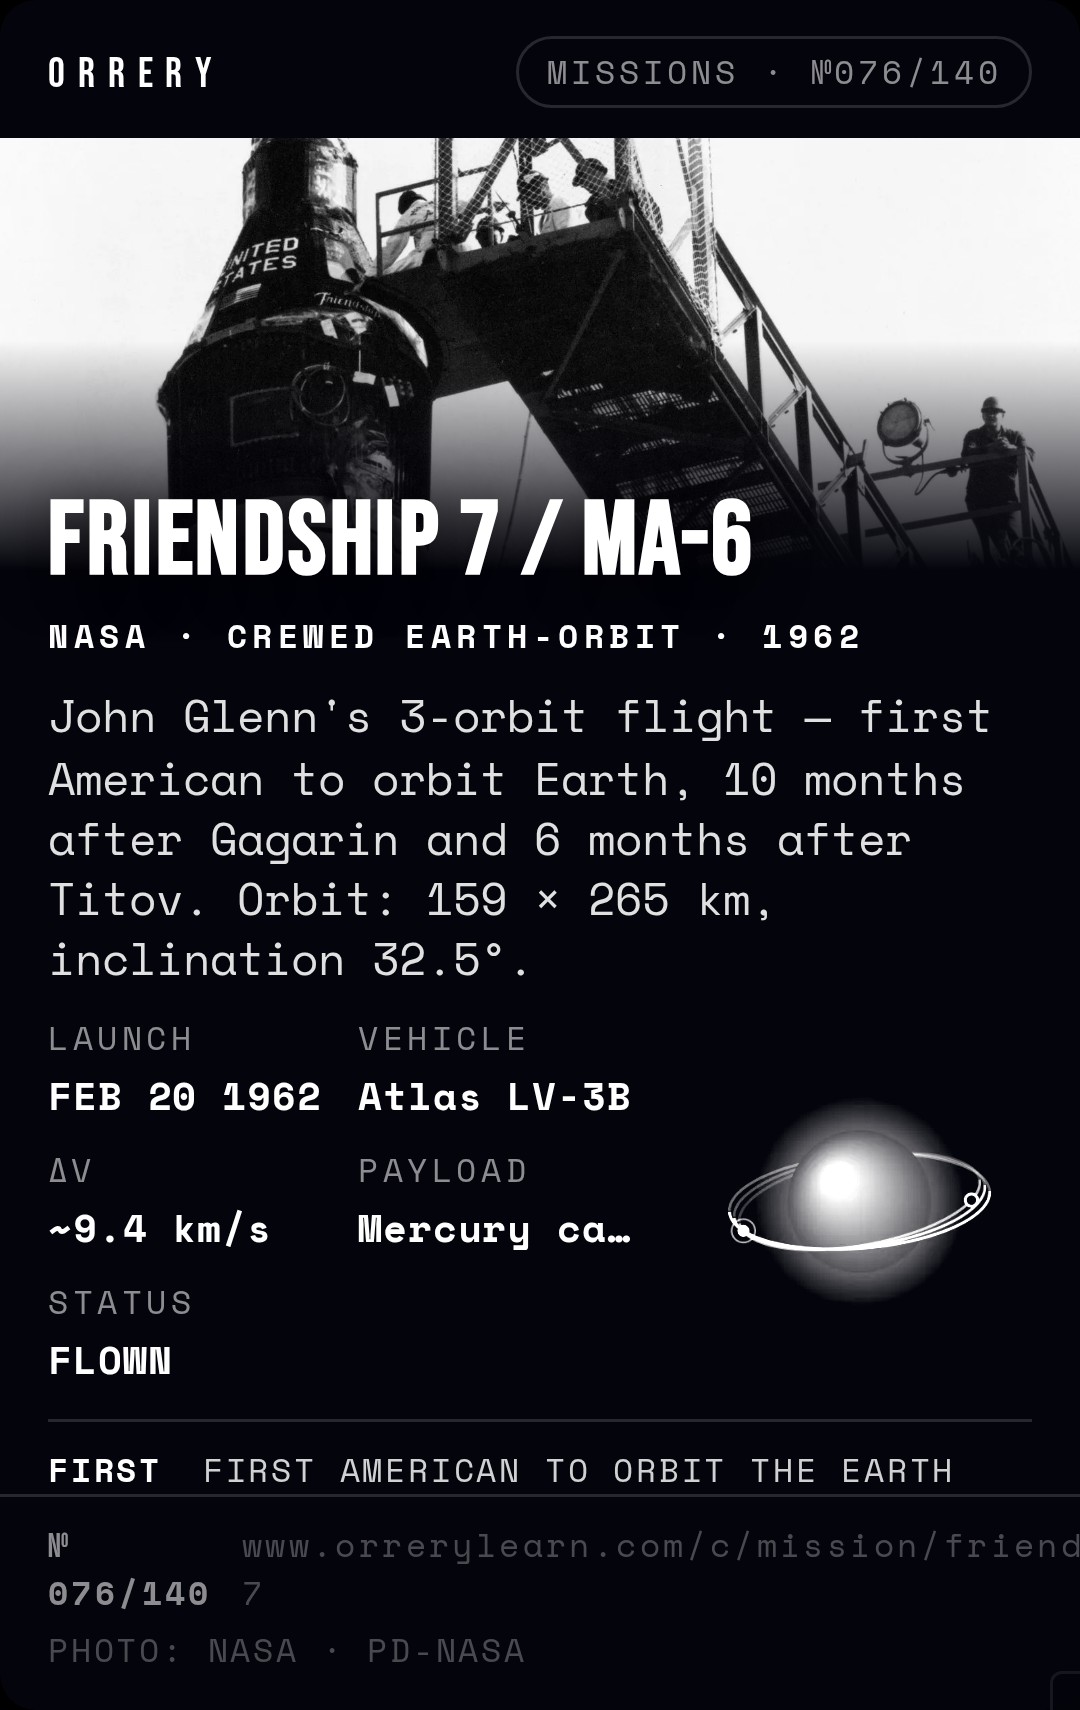 ORRERY
MISSIONS · №076/140
UNITED
STATES
Friendship
FRIENDSHIP 7 / MA-6
NASA · CREWED EARTH-ORBIT · 1962
John Glenn's 3-orbit flight — first
American to orbit Earth, 10 months
after Gagarin and 6 months after
Titov. Orbit: 159 × 265 km,
inclination 32.5°.
LAUNCH VEHICLE
FEB 20 1962 Atlas LV-3B
ΔV PAYLOAD
~9.4 km/s Mercury ca…
STATUS
FLOWN
FIRST FIRST AMERICAN TO ORBIT THE EARTH
№ www.orrerylearn.com/c/mission/friend
076/140 7
PHOTO: NASA · PD-NASA